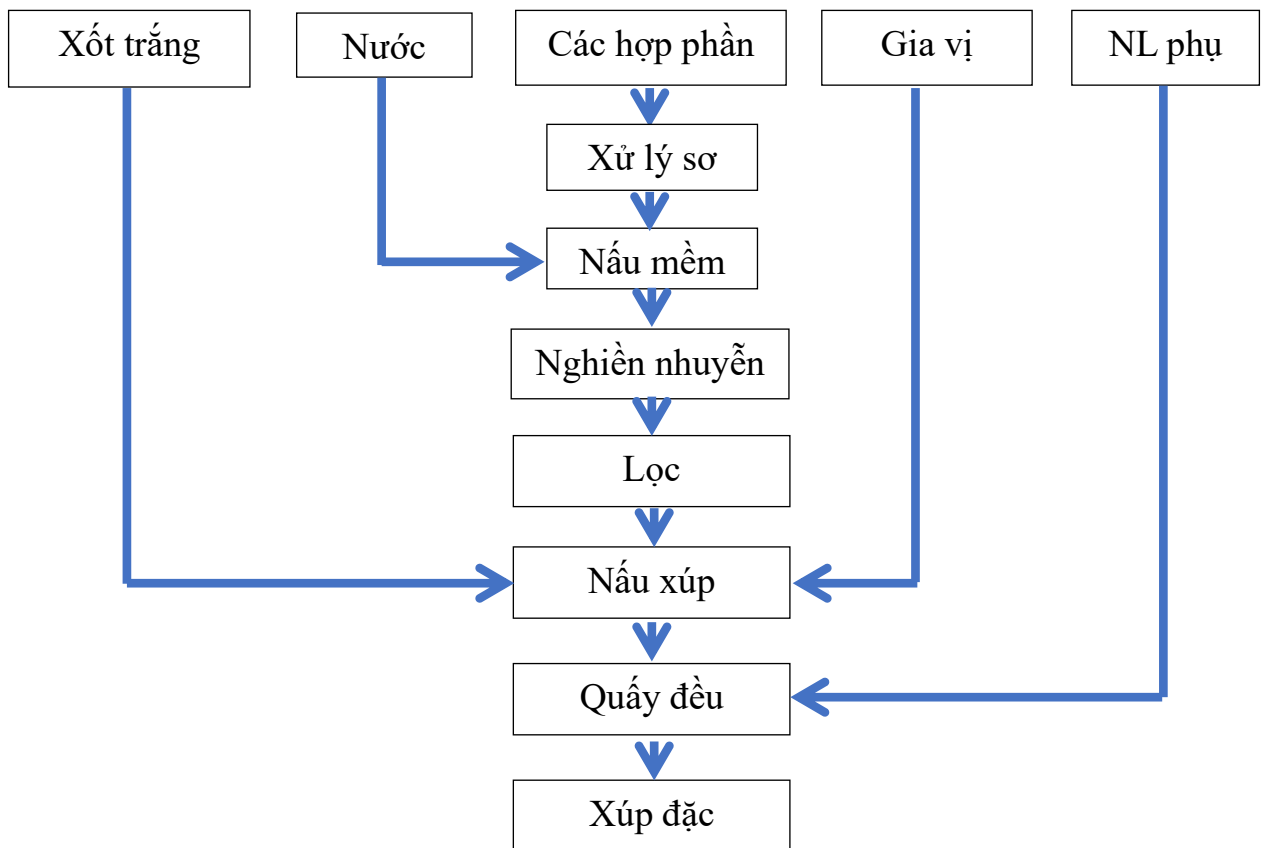 Xốt trắng
Nước
Các hợp phần
Gia vị
NL phụ
Xử lý sơ
Nấu mềm
Nghiền nhuyễn
Lọc
Nấu xúp
Quấy đều
Xúp đặc